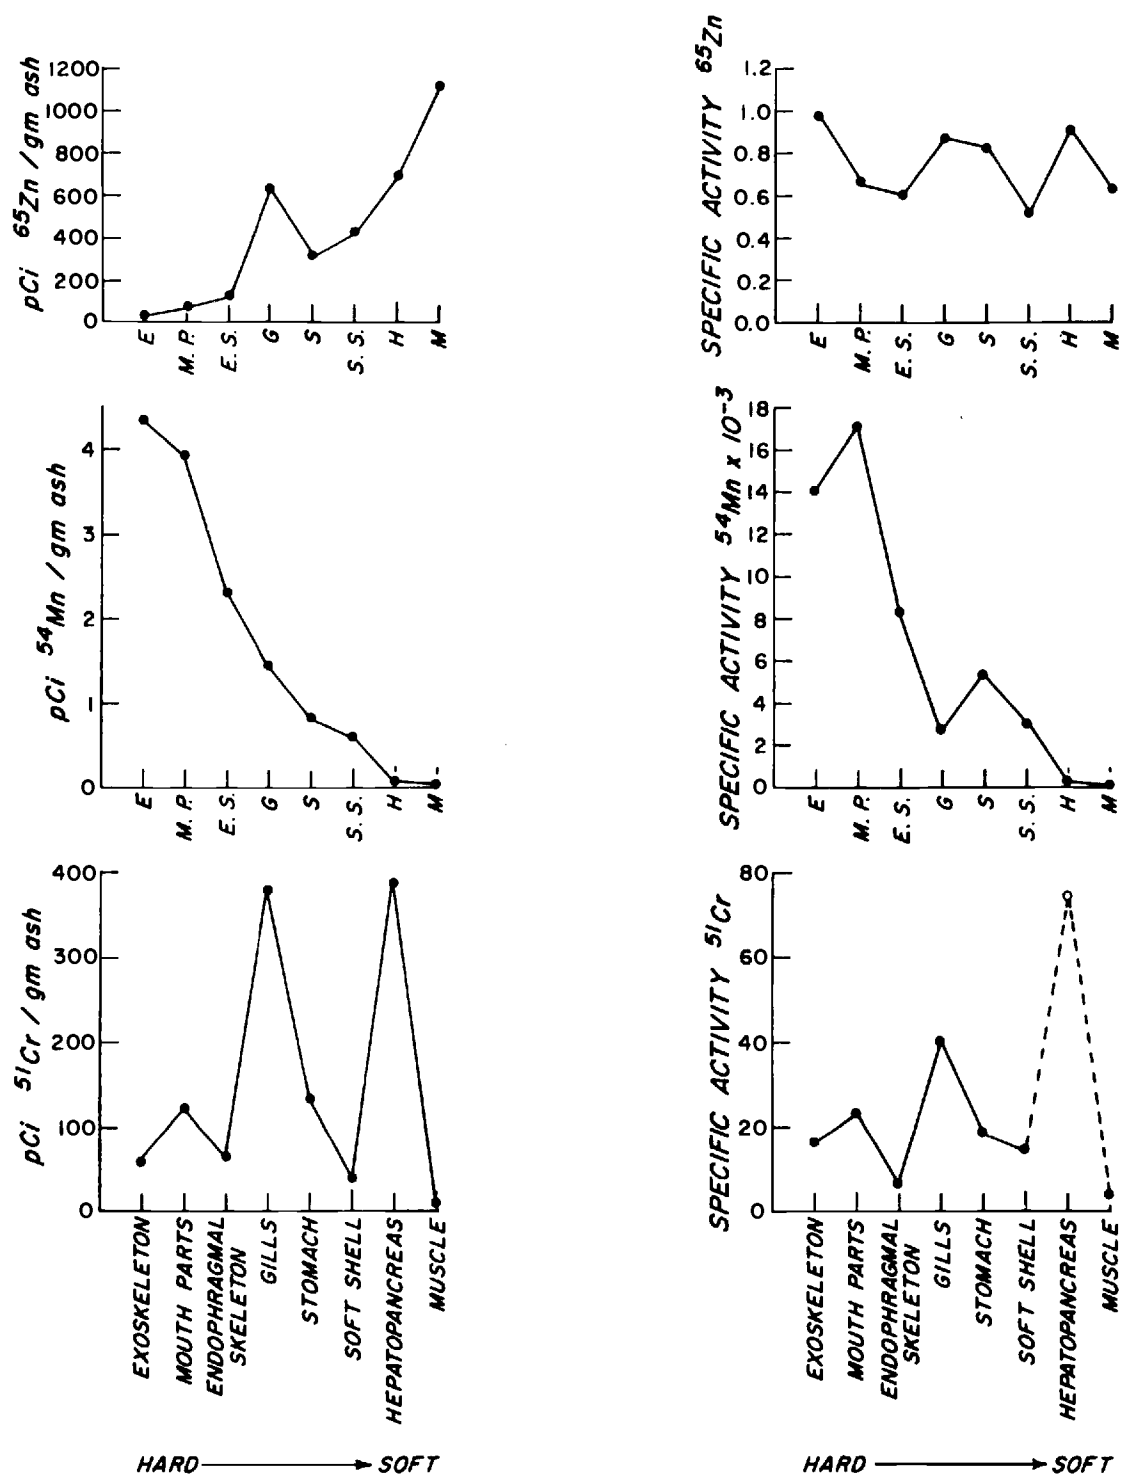 pCi 65Zn / gm ash
1200
1000
800
600
400
200
0
E M.P. E.S. G S S.S. H M
SPECIFIC ACTIVITY 65Zn
1.2
1.0
0.8
0.6
0.4
0.2
0.0
E M.P. E.S. G S S.S. H M
pCi 54Mn / gm ash
4
3
2
1
0
E M.P. E.S. G S S.S. H M
SPECIFIC ACTIVITY 54Mn x 10-3
18
16
14
12
10
8
6
4
2
0
E M.P. E.S. G S S.S. H M
pCi 51Cr / gm ash
400
300
200
100
0
EXOSKELETON
MOUTH PARTS
ENDOPHRAGMAL
SKELETON
GILLS
STOMACH
SOFT SHELL
HEPATOPANCREAS
MUSCLE
HARD SOFT
SPECIFIC ACTIVITY 51Cr
80
60
40
20
0
EXOSKELETON
MOUTH PARTS
ENDOPHRAGMAL
SKELETON
GILLS
STOMACH
SOFT SHELL
HEPATOPANCREAS
MUSCLE
HARD SOFT